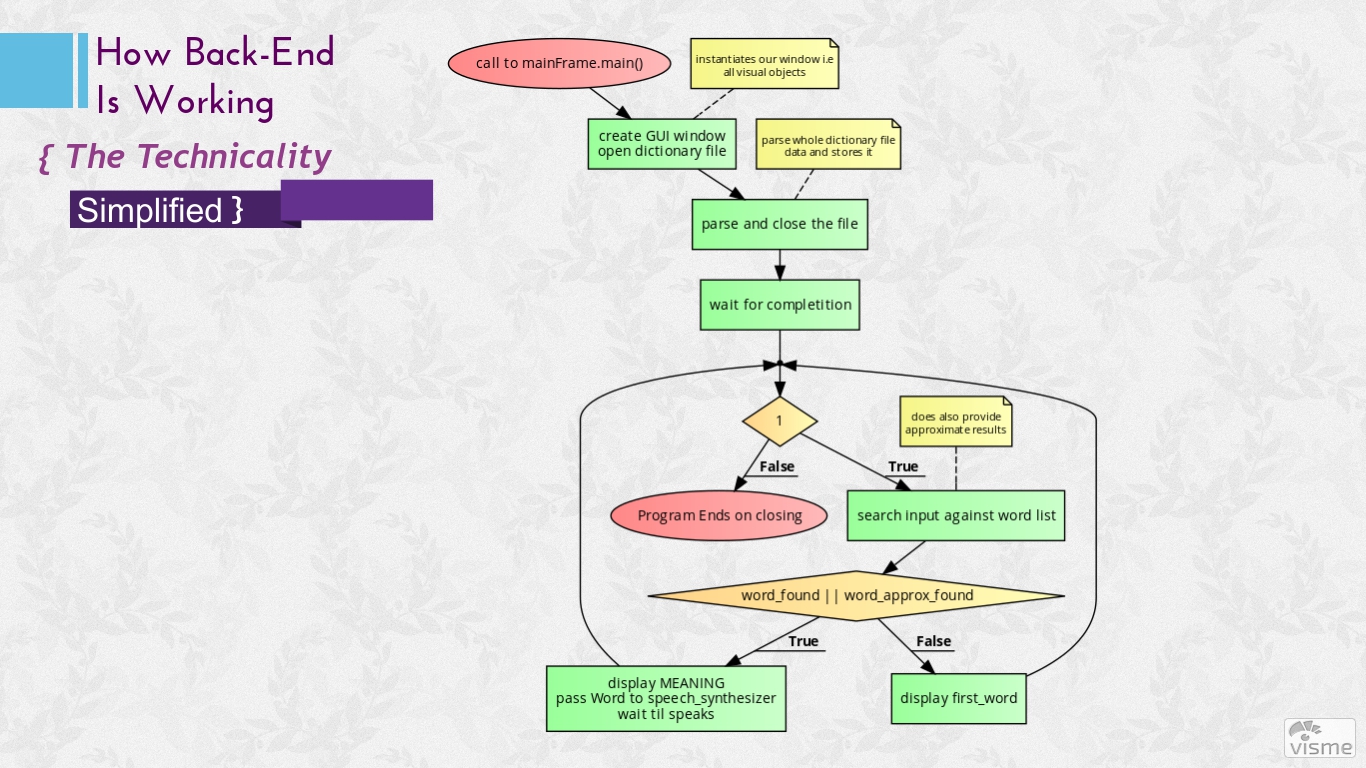 How Back-End
Is Working
{ The Technicality
Simplified }
call to mainFrame.main()
instantiates our window i.e
all visual objects
create GUI window
open dictionary file
parse whole dictionary file
data and stores it
parse and close the file
wait for completition
1
does also provide
approximate results
False
True
Program Ends on closing
search input against word list
word_found || word_approx_found
True
False
display MEANING
pass Word to speech_synthesizer
wait til speaks
display first_word
visme